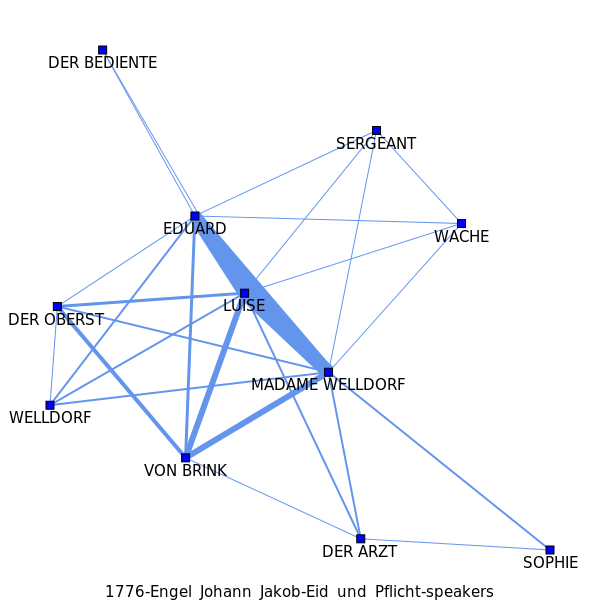 DER BEDIENTE
SERGEANT
EDUARD
WACHE
LUISE
DER OBERST
MADAME WELLDORF
WELLDORF
VON BRINK
DER ARZT
SOPHIE
1776-Engel Johann Jakob-Eid und Pflicht-speakers